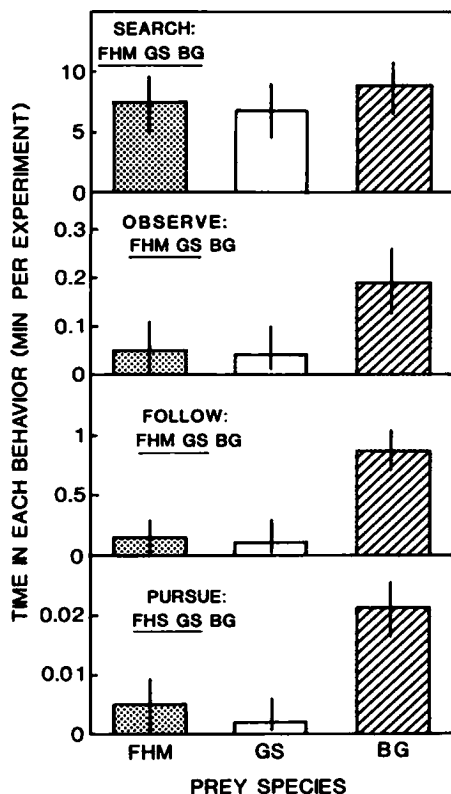 SEARCH:
FHM GS BG
10
5
0
OBSERVE:
FHM GS BG
0.3
0.2
0.1
0
FOLLOW:
FHM GS BG
1
0.5
0
PURSUE:
FHS GS BG
0.02
0.01
0
FHM GS BG
PREY SPECIES
TIME IN EACH BEHAVIOR (MIN PER EXPERIMENT)